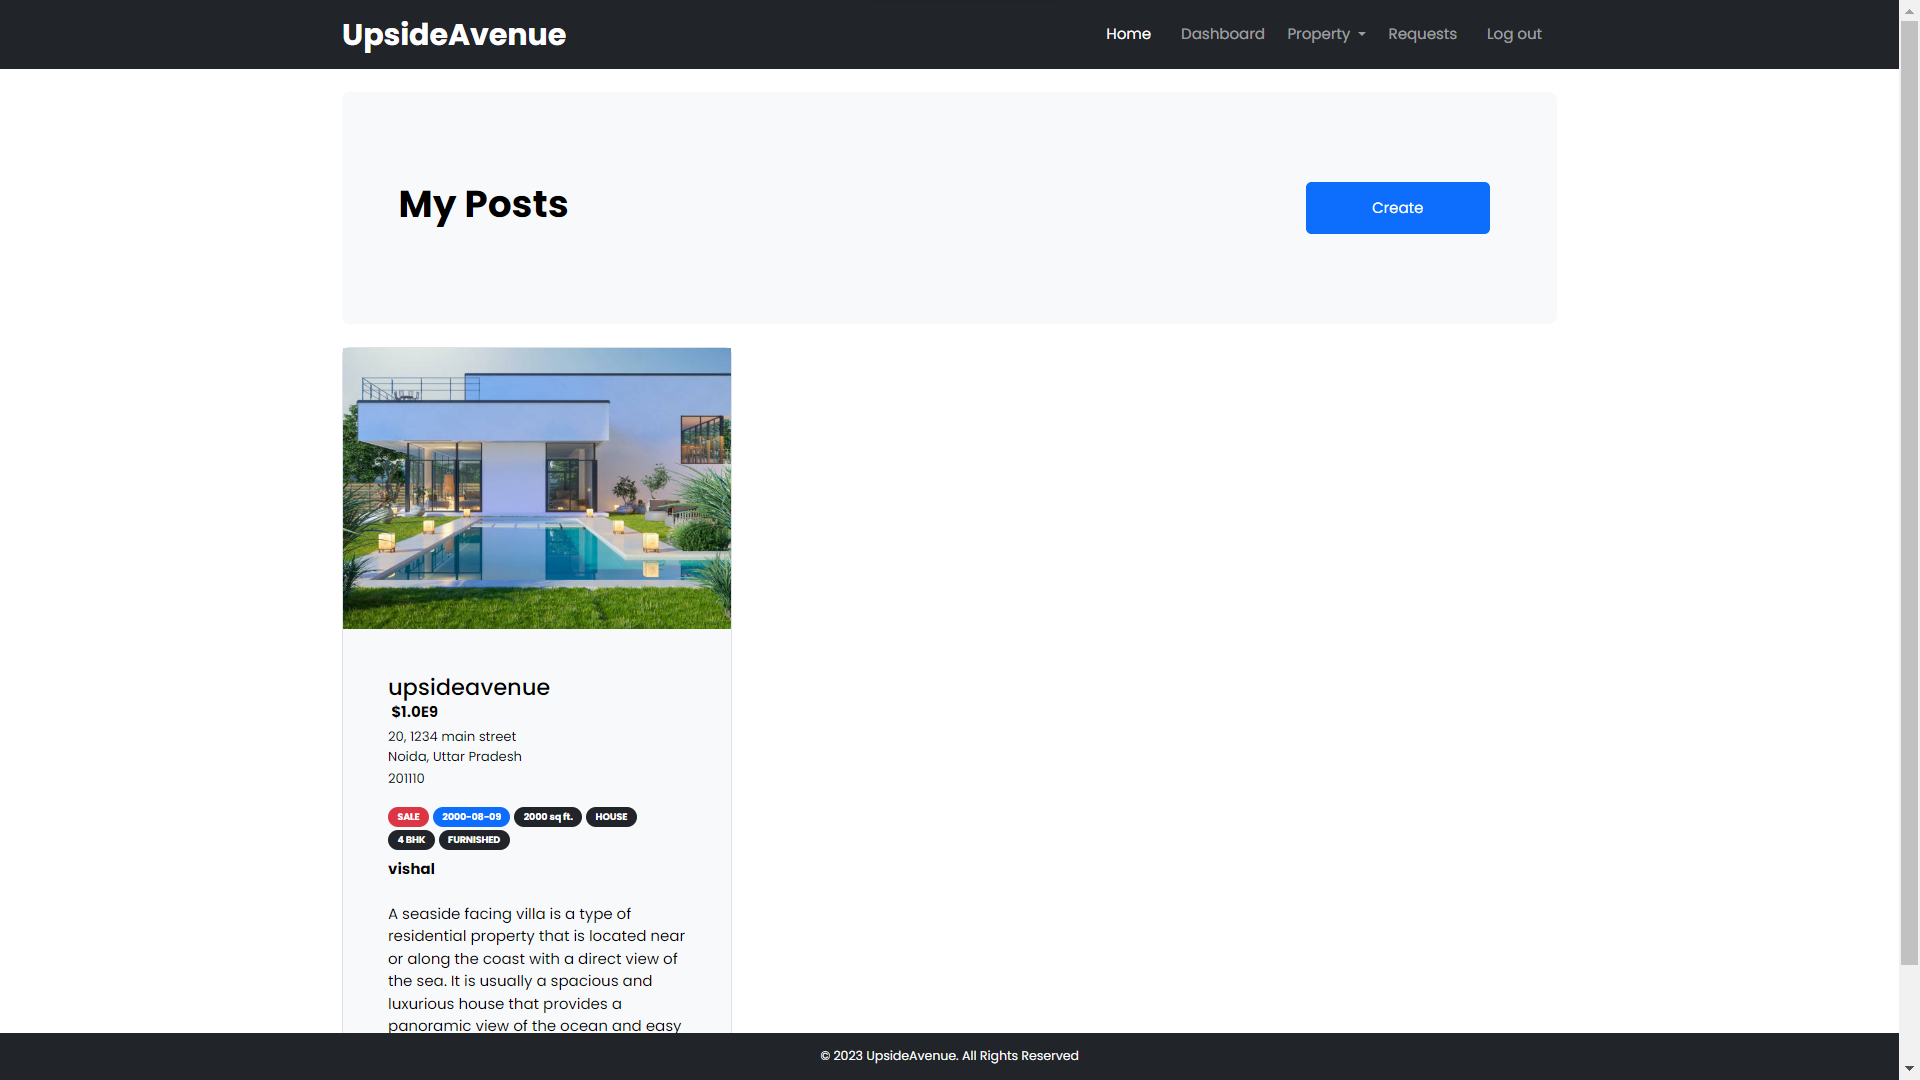 UpsideAvenue
Home Dashboard Property Requests Log out
My Posts
Create
upsideavenue
$1.0E9
20, 1234 main street
Noida, Uttar Pradesh
201110
SALE 2000-08-09 2000 sq ft. HOUSE
4 BHK FURNISHED
vishal
A seaside facing villa is a type of
residential property that is located near
or along the coast with a direct view of
the sea. It is usually a spacious and
luxurious house that provides a
panoramic view of the ocean and easy
© 2023 UpsideAvenue. All Rights Reserved